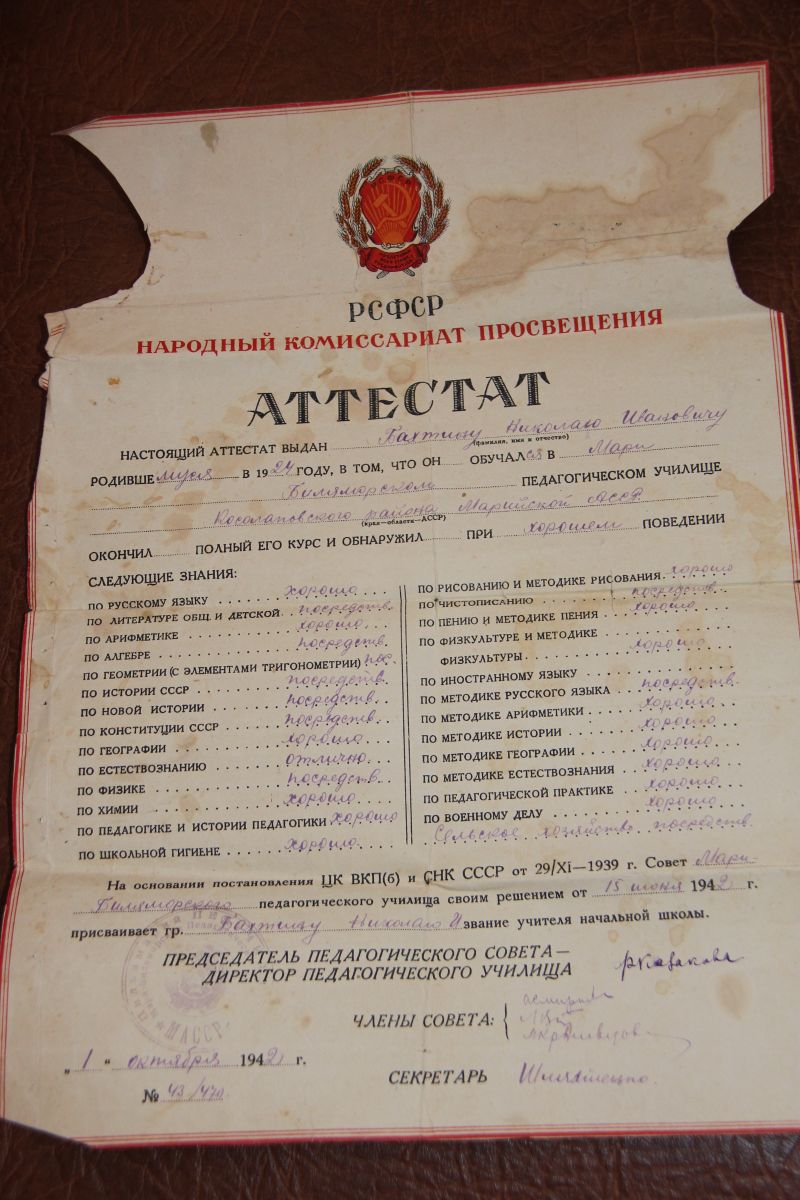 РСФСР
НАРОДНЫЙ КОМИССАРИАТ ПРОСВЕЩЕНИЯ
АТТЕСТАТ
НАСТОЯЩИЙ АТТЕСТАТ ВЫДАН Бахтину Николаю Ивановичу
(фамилия, имя и отчество)
РОДИВШЕмуся В 1924 ГОДУ, В ТОМ, ЧТО ОН ОБУЧАЛся В Мари
Биляморском ПЕДАГОГИЧЕСКОМ УЧИЛИЩЕ
Косолаповского района Марийской АССР
(края—области—АССР)
ОКОНЧИЛ ПОЛНЫЙ ЕГО КУРС И ОБНАРУЖИЛ ПРИ хорошем ПОВЕДЕНИИ
СЛЕДУЮЩИЕ ЗНАНИЯ:
ПО РУССКОМУ ЯЗЫКУ хорошо
ПО ЛИТЕРАТУРЕ ОБЩ. И ДЕТСКОЙ посредств.
ПО АРИФМЕТИКЕ хорошо
ПО АЛГЕБРЕ посредств.
ПО ГЕОМЕТРИИ (С ЭЛЕМЕНТАМИ ТРИГОНОМЕТРИИ) пос.
ПО ИСТОРИИ СССР посредств.
ПО НОВОЙ ИСТОРИИ посредств.
ПО КОНСТИТУЦИИ СССР посредств.
ПО ГЕОГРАФИИ хорошо
ПО ЕСТЕСТВОЗНАНИЮ отлично
ПО ФИЗИКЕ посредств.
ПО ХИМИИ хорошо
ПО ПЕДАГОГИКЕ И ИСТОРИИ ПЕДАГОГИКИ хорошо
ПО ШКОЛЬНОЙ ГИГИЕНЕ хорошо
ПО РИСОВАНИЮ И МЕТОДИКЕ РИСОВАНИЯ хорошо
ПО ЧИСТОПИСАНИЮ посредств.
ПО ПЕНИЮ И МЕТОДИКЕ ПЕНИЯ хорошо
ПО ФИЗКУЛЬТУРЕ И МЕТОДИКЕ
ФИЗКУЛЬТУРЫ хорошо
ПО ИНОСТРАННОМУ ЯЗЫКУ
ПО МЕТОДИКЕ РУССКОГО ЯЗЫКА посредств.
ПО МЕТОДИКЕ АРИФМЕТИКИ хорошо
ПО МЕТОДИКЕ ИСТОРИИ хорошо
ПО МЕТОДИКЕ ГЕОГРАФИИ хорошо
ПО МЕТОДИКЕ ЕСТЕСТВОЗНАНИЯ хорошо
ПО ПЕДАГОГИЧЕСКОЙ ПРАКТИКЕ хорошо
ПО ВОЕННОМУ ДЕЛУ хорошо
Сельское хозяйство посредств.
На основании постановления ЦК ВКП(б) и СНК СССР от 29/XI—1939 г. Совет Мари-
Биляморского педагогического училища своим решением от 15 июня 1942 г.
присваивает гр. Бахтину Николаю И звание учителя начальной школы.
ПРЕДСЕДАТЕЛЬ ПЕДАГОГИЧЕСКОГО СОВЕТА—
ДИРЕКТОР ПЕДАГОГИЧЕСКОГО УЧИЛИЩА РКазакова
ЧЛЕНЫ СОВЕТА:
МАССР
„1" октября 1942 г.
СЕКРЕТАРЬ
№ 43/470